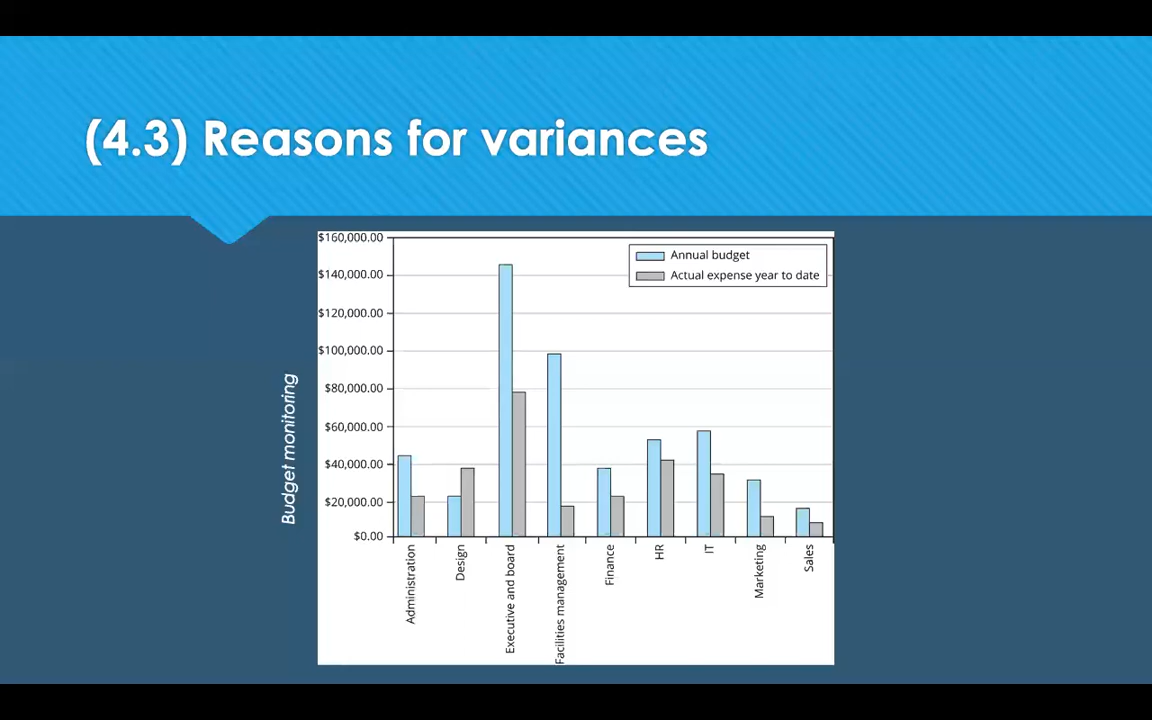 (4.3) Reasons for variances
Budget monitoring
$160,000.00
$140,000.00
$120,000.00
$100,000.00
$80,000.00
$60,000.00
$40,000.00
$20,000.00
$0.00
Annual budget
Actual expense year to date
Administration
Design
Executive and board
Facilities management
Finance
HR
IT
Marketing
Sales